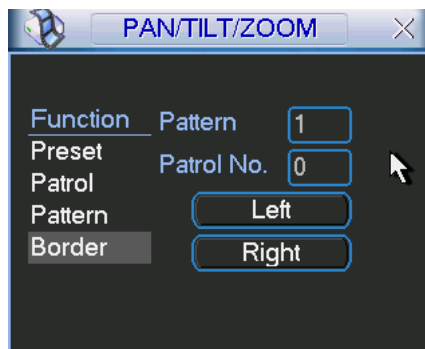 PAN/TILT/ZOOM
Function Pattern 1
Preset
Patrol No. 0
Patrol
Pattern Left
Border Right